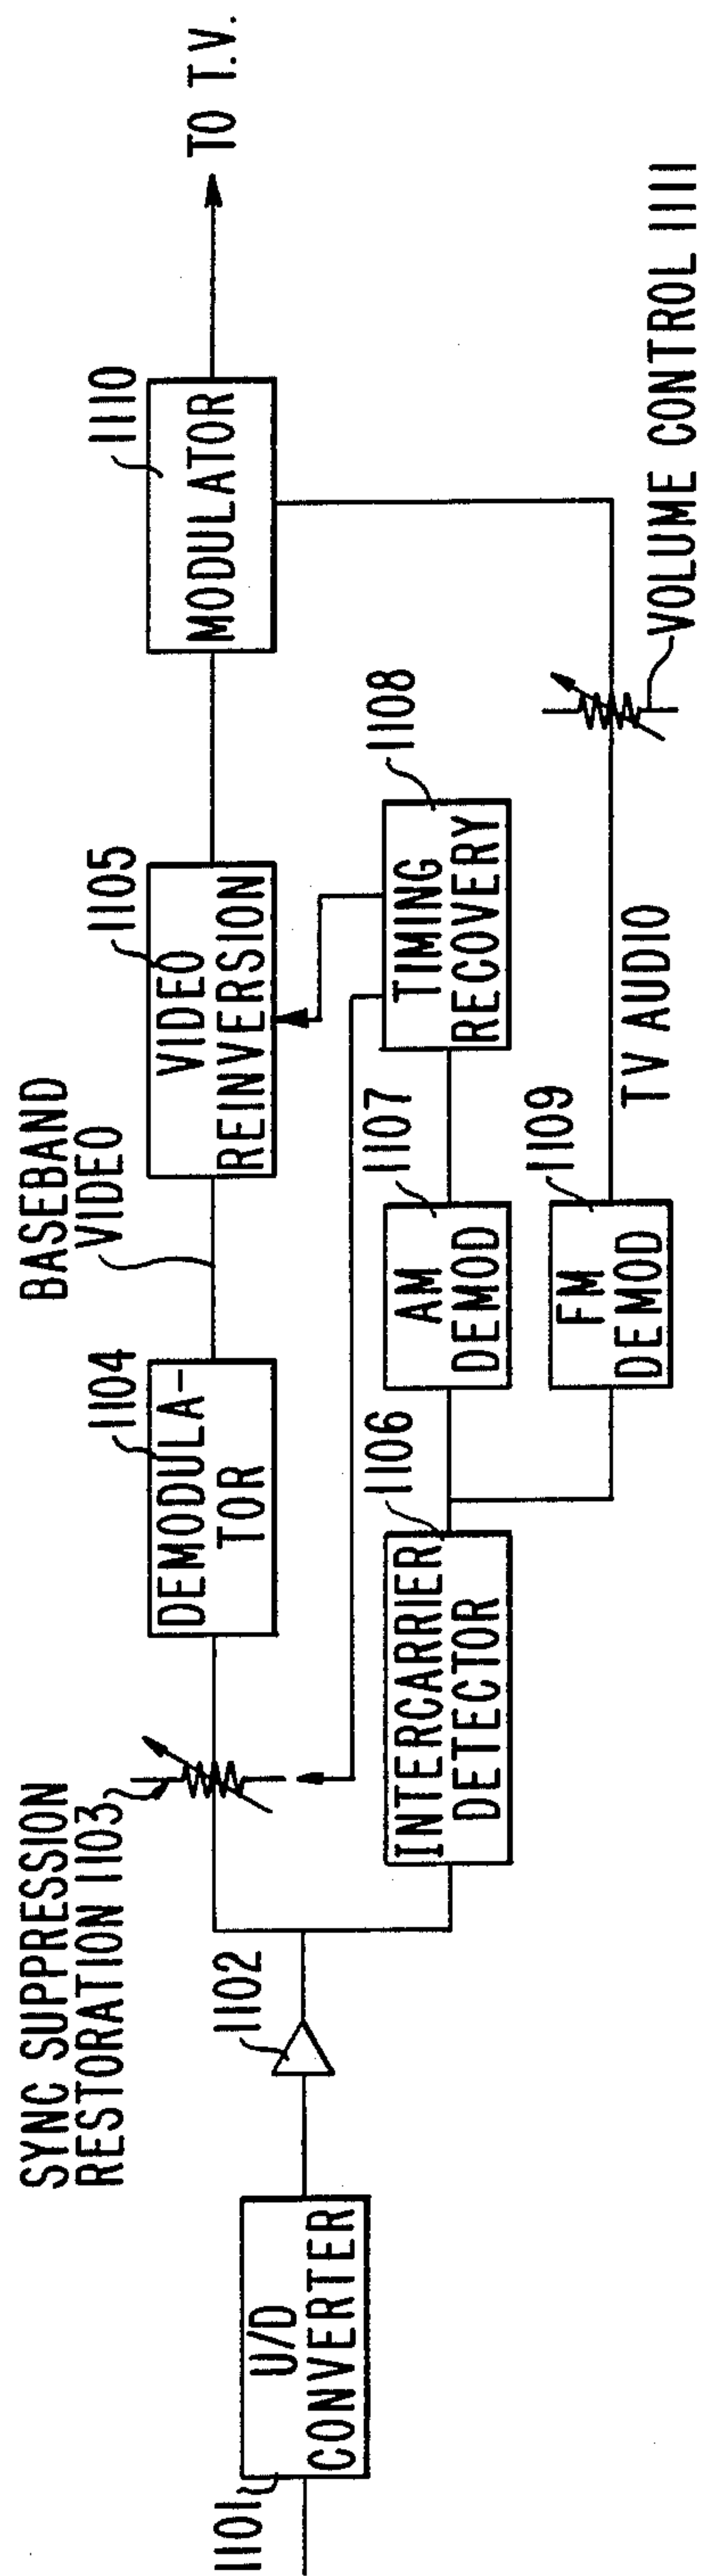 1101
U/D
CONVERTER
1102
SYNC SUPPRESSION
RESTORATION 1103
1104
DEMODULA-
TOR
BASEBAND
VIDEO
1105
VIDEO
REINVERSION
1110
MODULATOR
TO T.V.
1106
INTERCARRIER
DETECTOR
1107
AM
DEMOD
1108
TIMING
RECOVERY
1109
FM
DEMOD
TV AUDIO
VOLUME CONTROL 1111